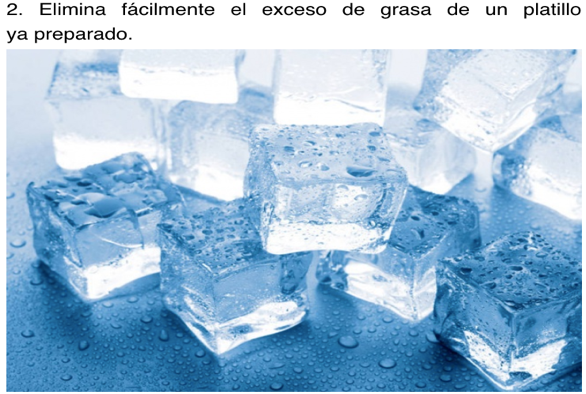 2. Elimina fácilmente el exceso de grasa de un platillo
ya preparado.